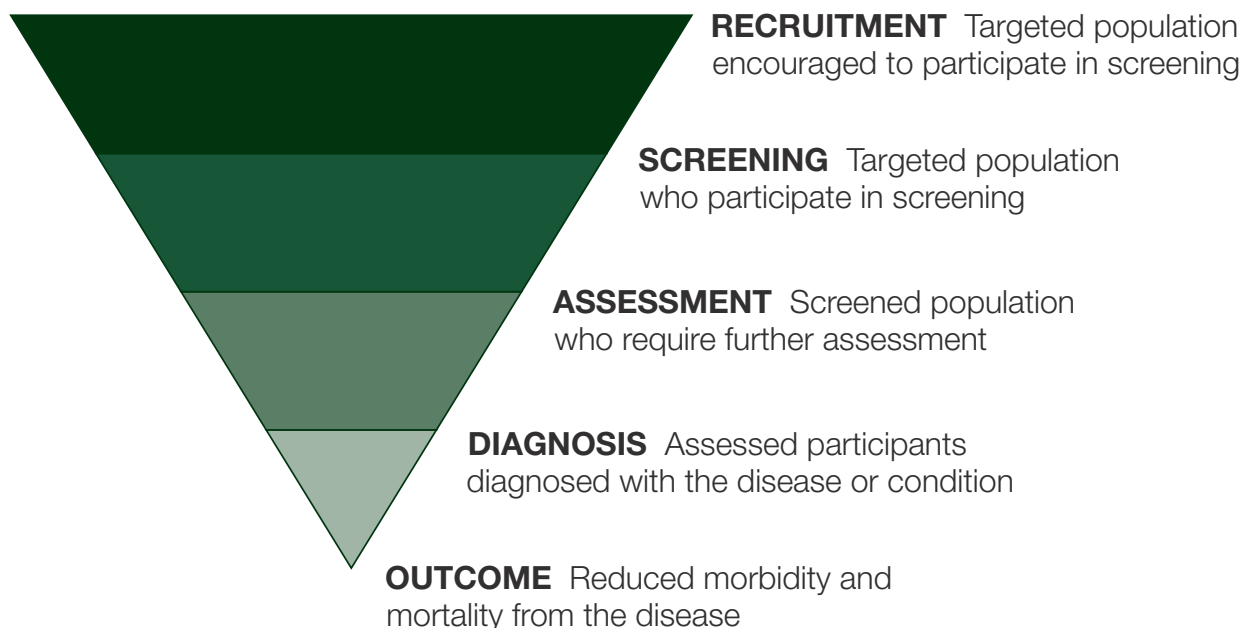 RECRUITMENT Targeted population
encouraged to participate in screening
SCREENING Targeted population
who participate in screening
ASSESSMENT Screened population
who require further assessment
DIAGNOSIS Assessed participants
diagnosed with the disease or condition
OUTCOME Reduced morbidity and
mortality from the disease